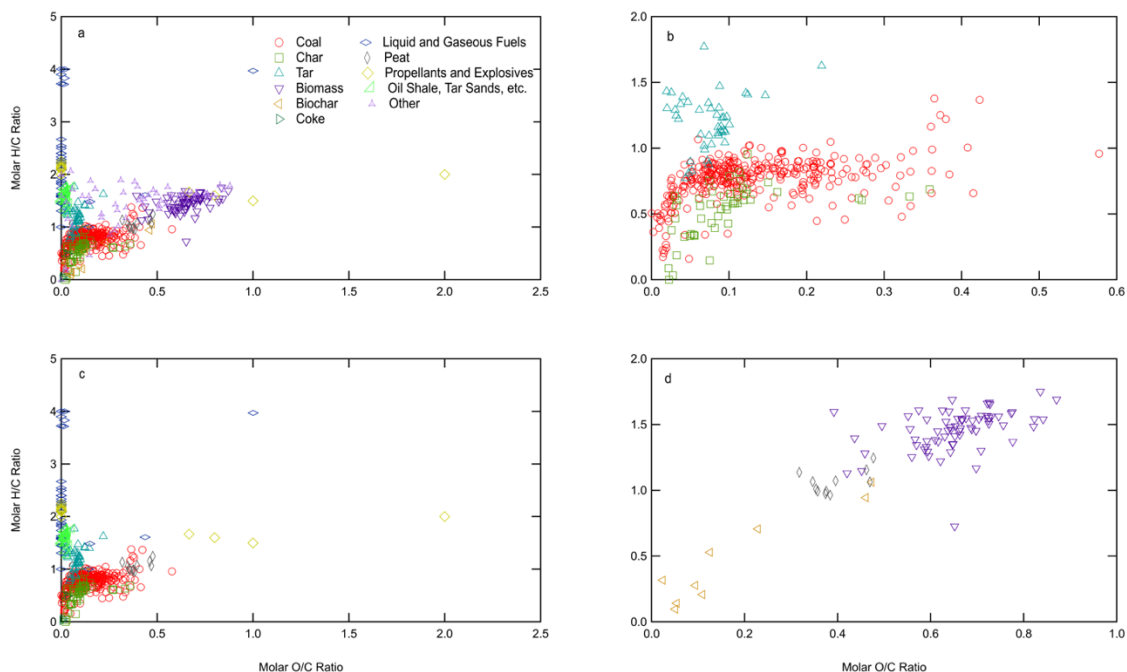 a
Coal
Char
Tar
Biomass
Biochar
Coke
Liquid and Gaseous Fuels
Peat
Propellants and Explosives
Oil Shale, Tar Sands, etc.
Other
5
4
3
2
1
0
0.0 0.5 1.0 1.5 2.0 2.5
Molar H/C Ratio
b
2.0
1.5
1.0
0.5
0.0
0.0 0.1 0.2 0.3 0.4 0.5 0.6
c
5
4
3
2
1
0
0.0 0.5 1.0 1.5 2.0 2.5
Molar H/C Ratio
Molar O/C Ratio
d
2.0
1.5
1.0
0.5
0.0
0.0 0.2 0.4 0.6 0.8 1.0
Molar O/C Ratio